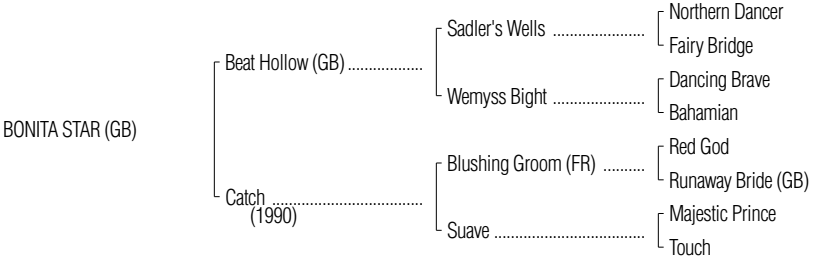 Northern Dancer
Sadler's Wells ......................
Fairy Bridge
Beat Hollow (GB) ..................
Dancing Brave
Wemyss Bight ......................
Bahamian
BONITA STAR (GB)
Red God
Blushing Groom (FR) ..........
Runaway Bride (GB)
Catch ....................................
(1990)
Majestic Prince
Suave ....................................
Touch